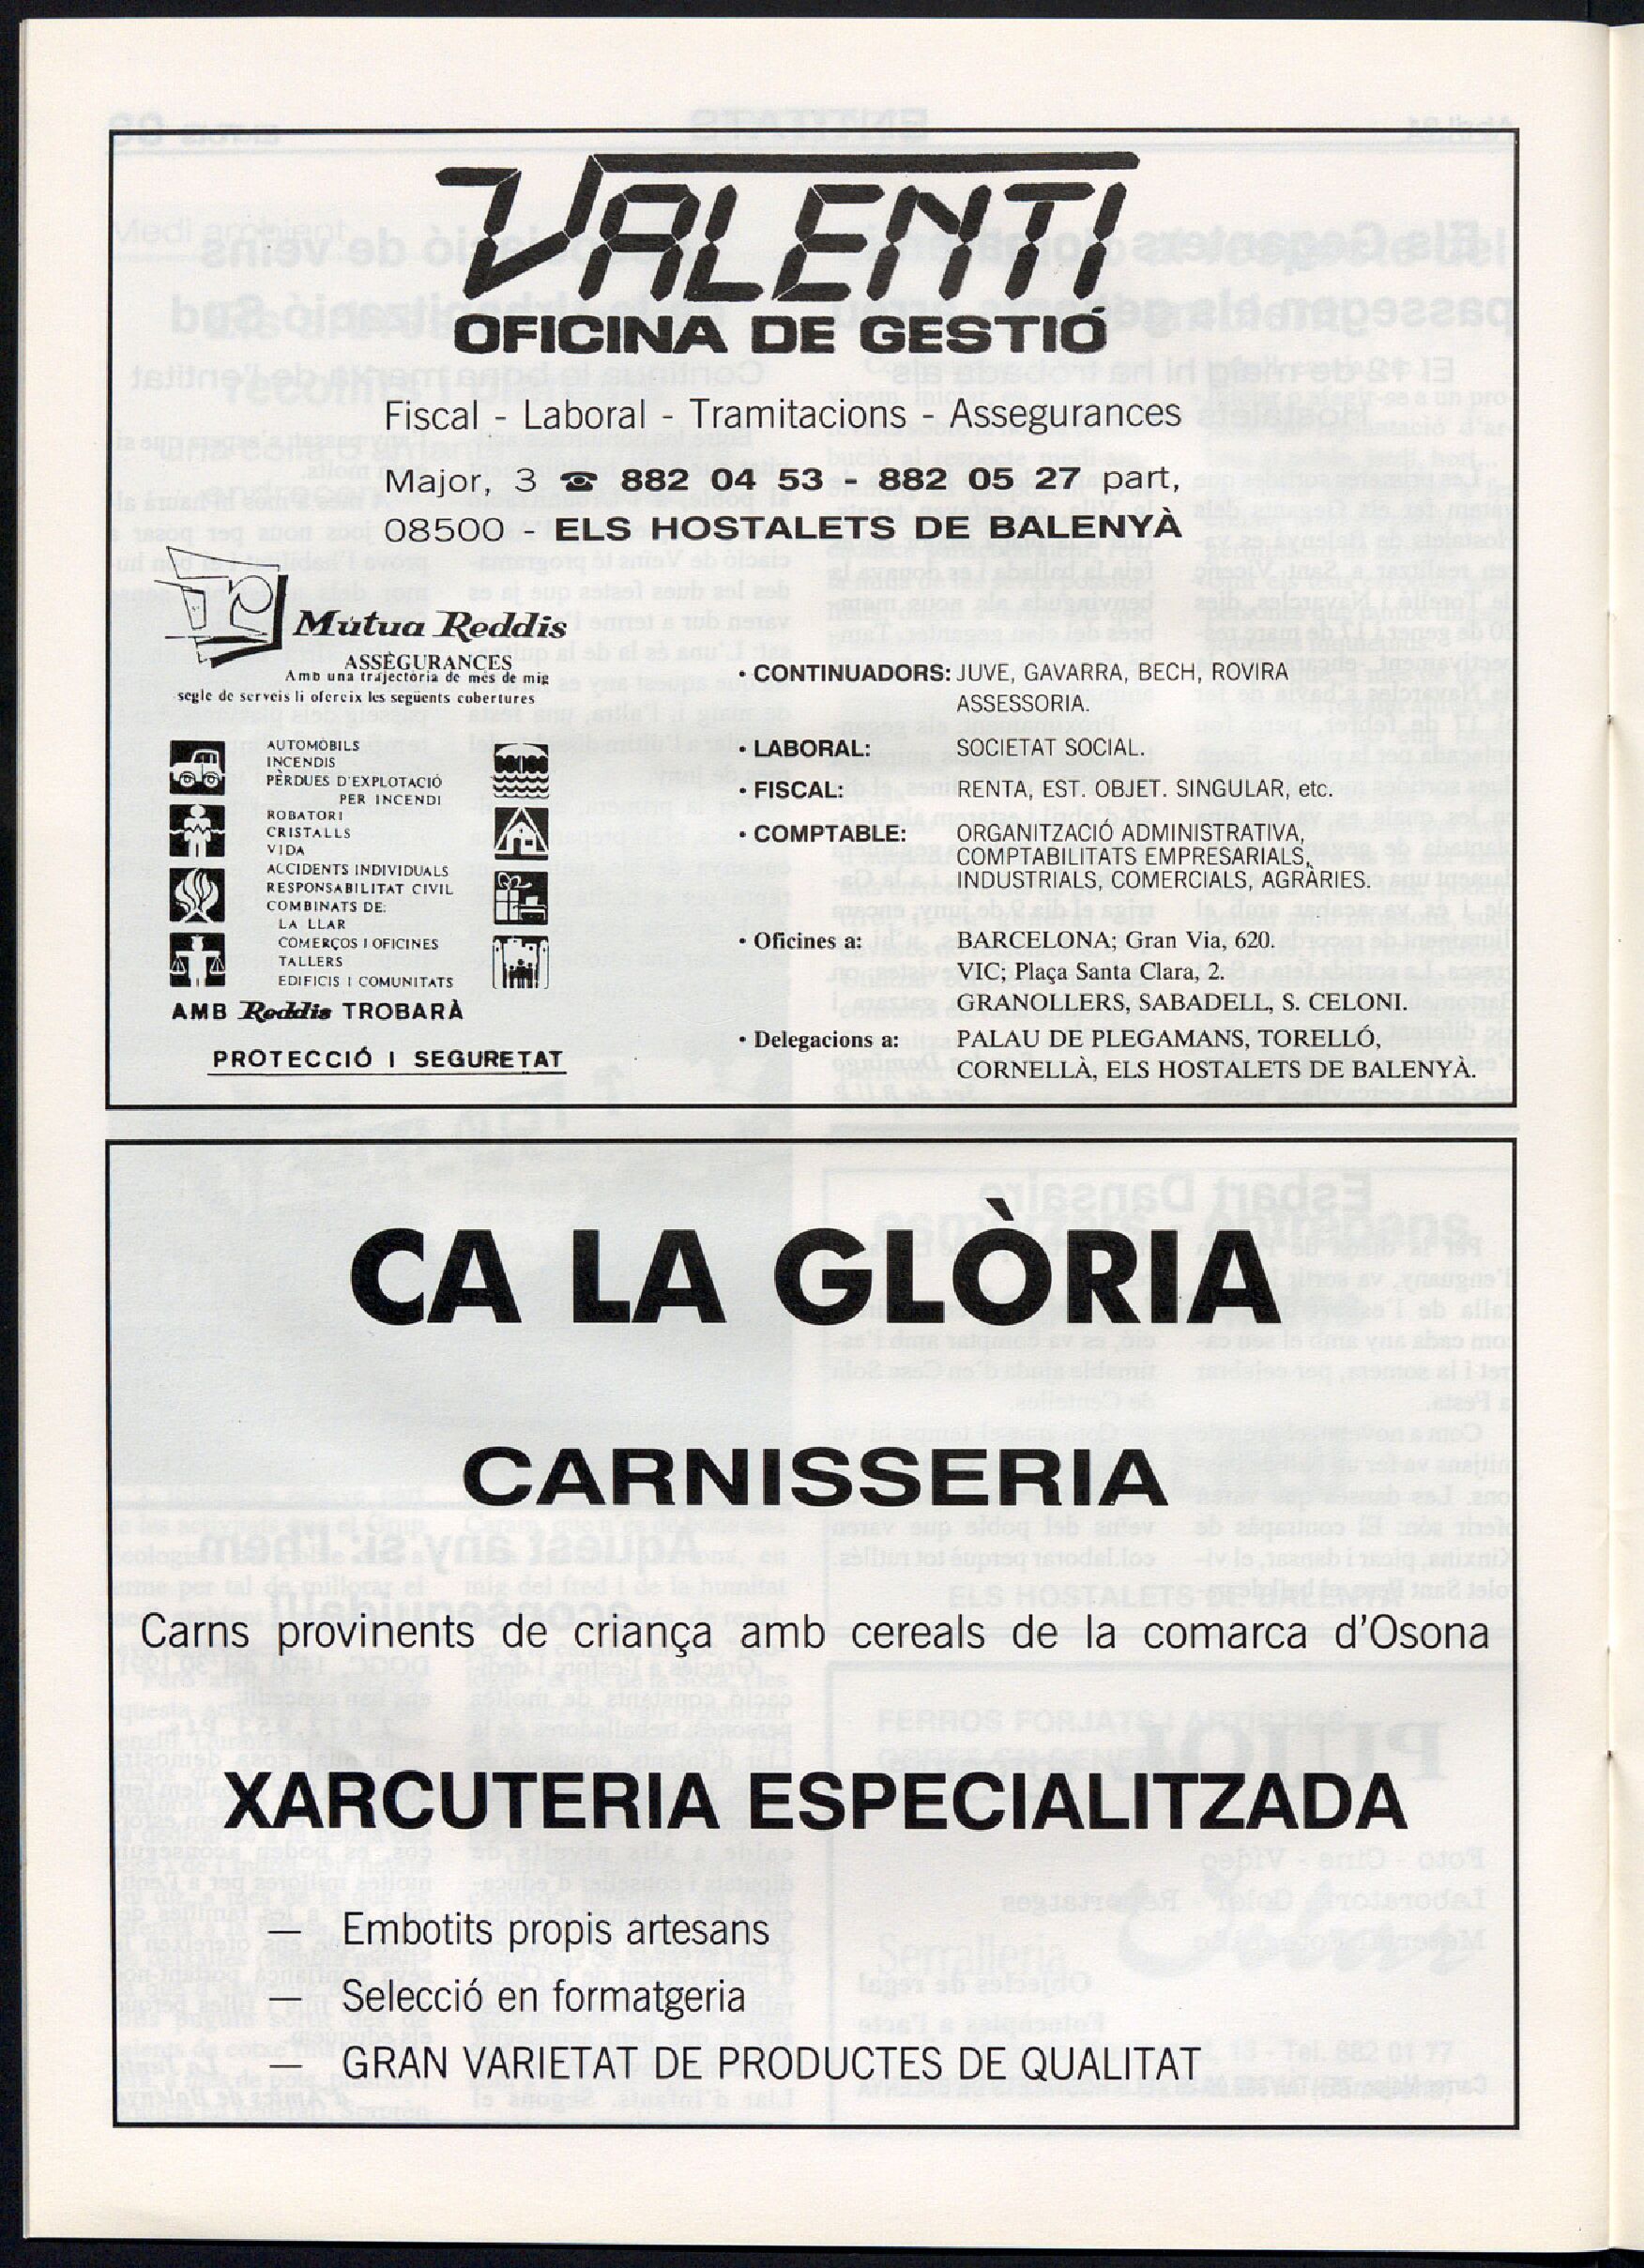 VALENTI
OFICINA DE GESTIÓ
Fiscal - Laboral - Tramitacions - Assegurances
Major, 3 ☎ 882 04 53 - 882 05 27 part,
08500 - ELS HOSTALETS DE BALENYÀ
Mútua Reddis
ASSEGURANCES
Amb una trajectòria de més de mig
segle de serveis li ofereix les següents cobertures
AUTOMÒBILS
INCENDIS
PÈRDUES D'EXPLOTACIÓ
PER INCENDI
ROBATORI
CRISTALLS
VIDA
ACCIDENTS INDIVIDUALS
RESPONSABILITAT CIVIL
COMBINATS DE:
LA LLAR
COMERÇOS I OFICINES
TALLERS
EDIFICIS I COMUNITATS
AMB Reddis TROBARÀ
PROTECCIÓ I SEGURETAT
• CONTINUADORS: JUVE, GAVARRA, BECH, ROVIRA
ASSESSORIA.
• LABORAL: SOCIETAT SOCIAL.
• FISCAL: RENTA, EST. OBJET. SINGULAR, etc.
• COMPTABLE: ORGANITZACIÓ ADMINISTRATIVA,
COMPTABILITATS EMPRESARIALS,
INDUSTRIALS, COMERCIALS, AGRÀRIES.
• Oficines a: BARCELONA; Gran Via, 620.
VIC; Plaça Santa Clara, 2.
GRANOLLERS, SABADELL, S. CELONI.
• Delegacions a: PALAU DE PLEGAMANS, TORELLÓ,
CORNELLÀ, ELS HOSTALETS DE BALENYÀ.
CA LA GLÒRIA
CARNISSERIA
Carns provinents de criança amb cereals de la comarca d'Osona
XARCUTERIA ESPECIALITZADA
— Embotits propis artesans
— Selecció en formatgeria
— GRAN VARIETAT DE PRODUCTES DE QUALITAT